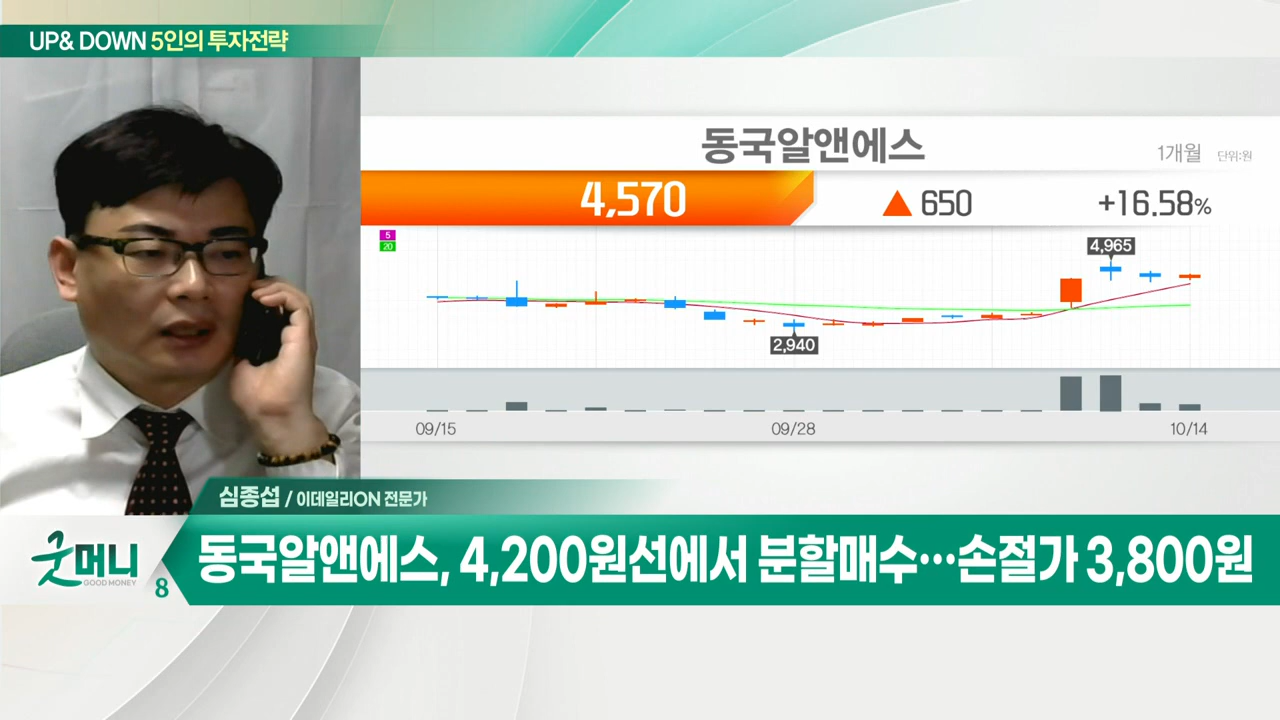 UP& DOWN 5인의 투자전략
동국알앤에스
1개월 단위:원
4,570 ▲ 650 +16.58%
5
20
4,965
2,940
09/15 09/28 10/14
심종섭 / 이데일리ON 전문가
굿머니
GOOD MONEY
8
동국알앤에스, 4,200원선에서 분할매수…손절가 3,800원